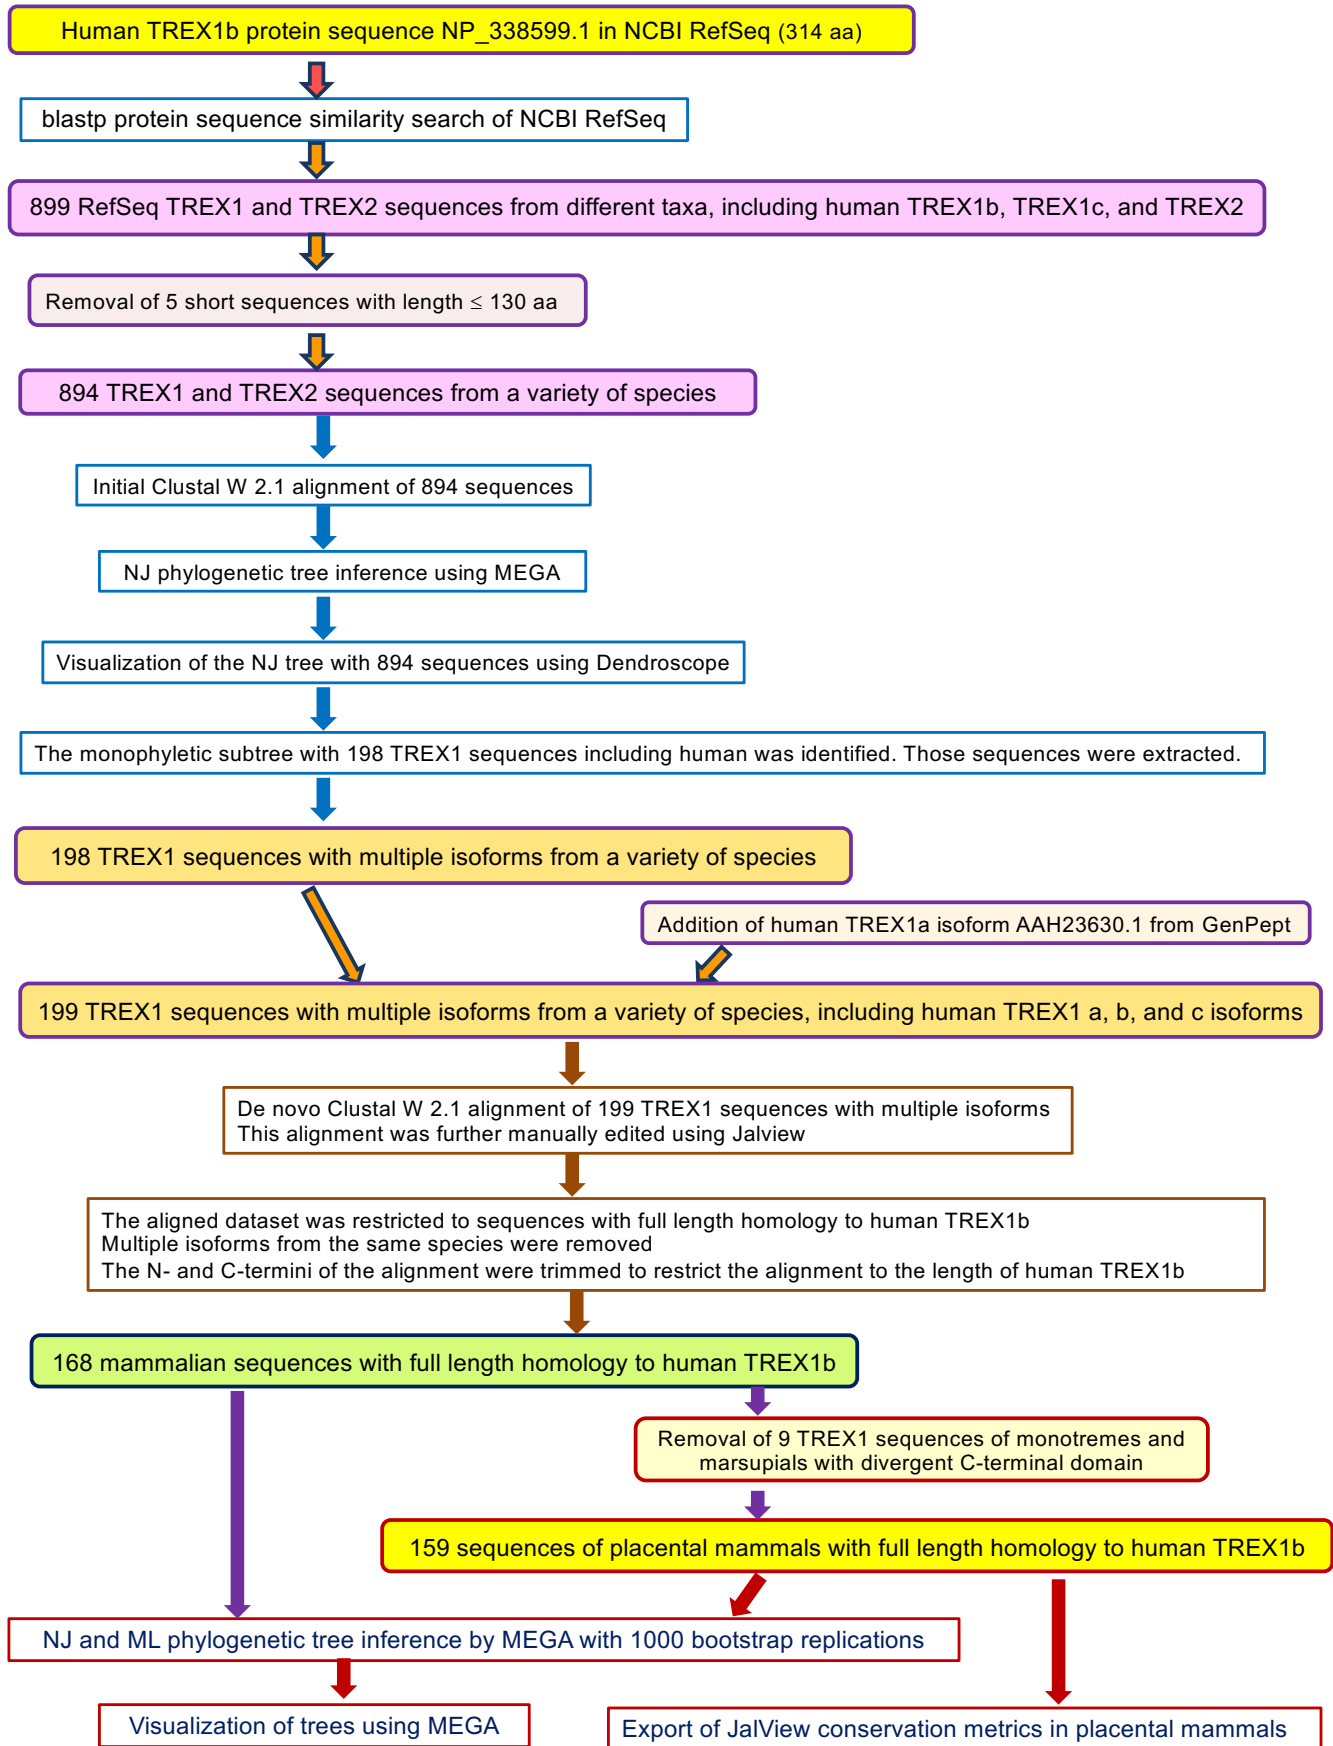 Human TREX1b protein sequence NP_338599.1 in NCBI RefSeq (314 aa)
blastp protein sequence similarity search of NCBI RefSeq
899 RefSeq TREX1 and TREX2 sequences from different taxa, including human TREX1b, TREX1c, and TREX2
Removal of 5 short sequences with length ≤ 130 aa
894 TREX1 and TREX2 sequences from a variety of species
Initial Clustal W 2.1 alignment of 894 sequences
NJ phylogenetic tree inference using MEGA
Visualization of the NJ tree with 894 sequences using Dendroscope
The monophyletic subtree with 198 TREX1 sequences including human was identified. Those sequences were extracted.
198 TREX1 sequences with multiple isoforms from a variety of species
Addition of human TREX1a isoform AAH23630.1 from GenPept
199 TREX1 sequences with multiple isoforms from a variety of species, including human TREX1 a, b, and c isoforms
De novo Clustal W 2.1 alignment of 199 TREX1 sequences with multiple isoforms
This alignment was further manually edited using Jalview
The aligned dataset was restricted to sequences with full length homology to human TREX1b
Multiple isoforms from the same species were removed
The N- and C-termini of the alignment were trimmed to restrict the alignment to the length of human TREX1b
168 mammalian sequences with full length homology to human TREX1b
Removal of 9 TREX1 sequences of monotremes and
marsupials with divergent C-terminal domain
159 sequences of placental mammals with full length homology to human TREX1b
NJ and ML phylogenetic tree inference by MEGA with 1000 bootstrap replications
Visualization of trees using MEGA
Export of JalView conservation metrics in placental mammals